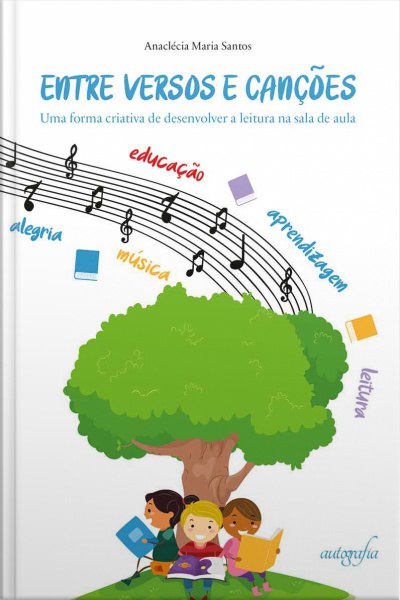 Anaclécia Maria Santos
ENTRE VERSOS E CANÇÕES
Uma forma criativa de desenvolver a leitura na sala de aula
educação
aprendizagem
alegria
música
leitura
autografia